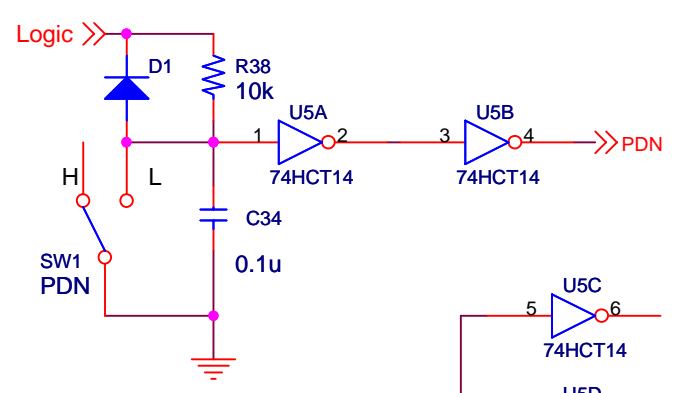 Logic
D1
R38
10k
U5A
U5B
1
2
3
4
PDN
74HCT14
74HCT14
H
L
C34
0.1u
SW1
PDN
U5C
5
6
74HCT14
U5D